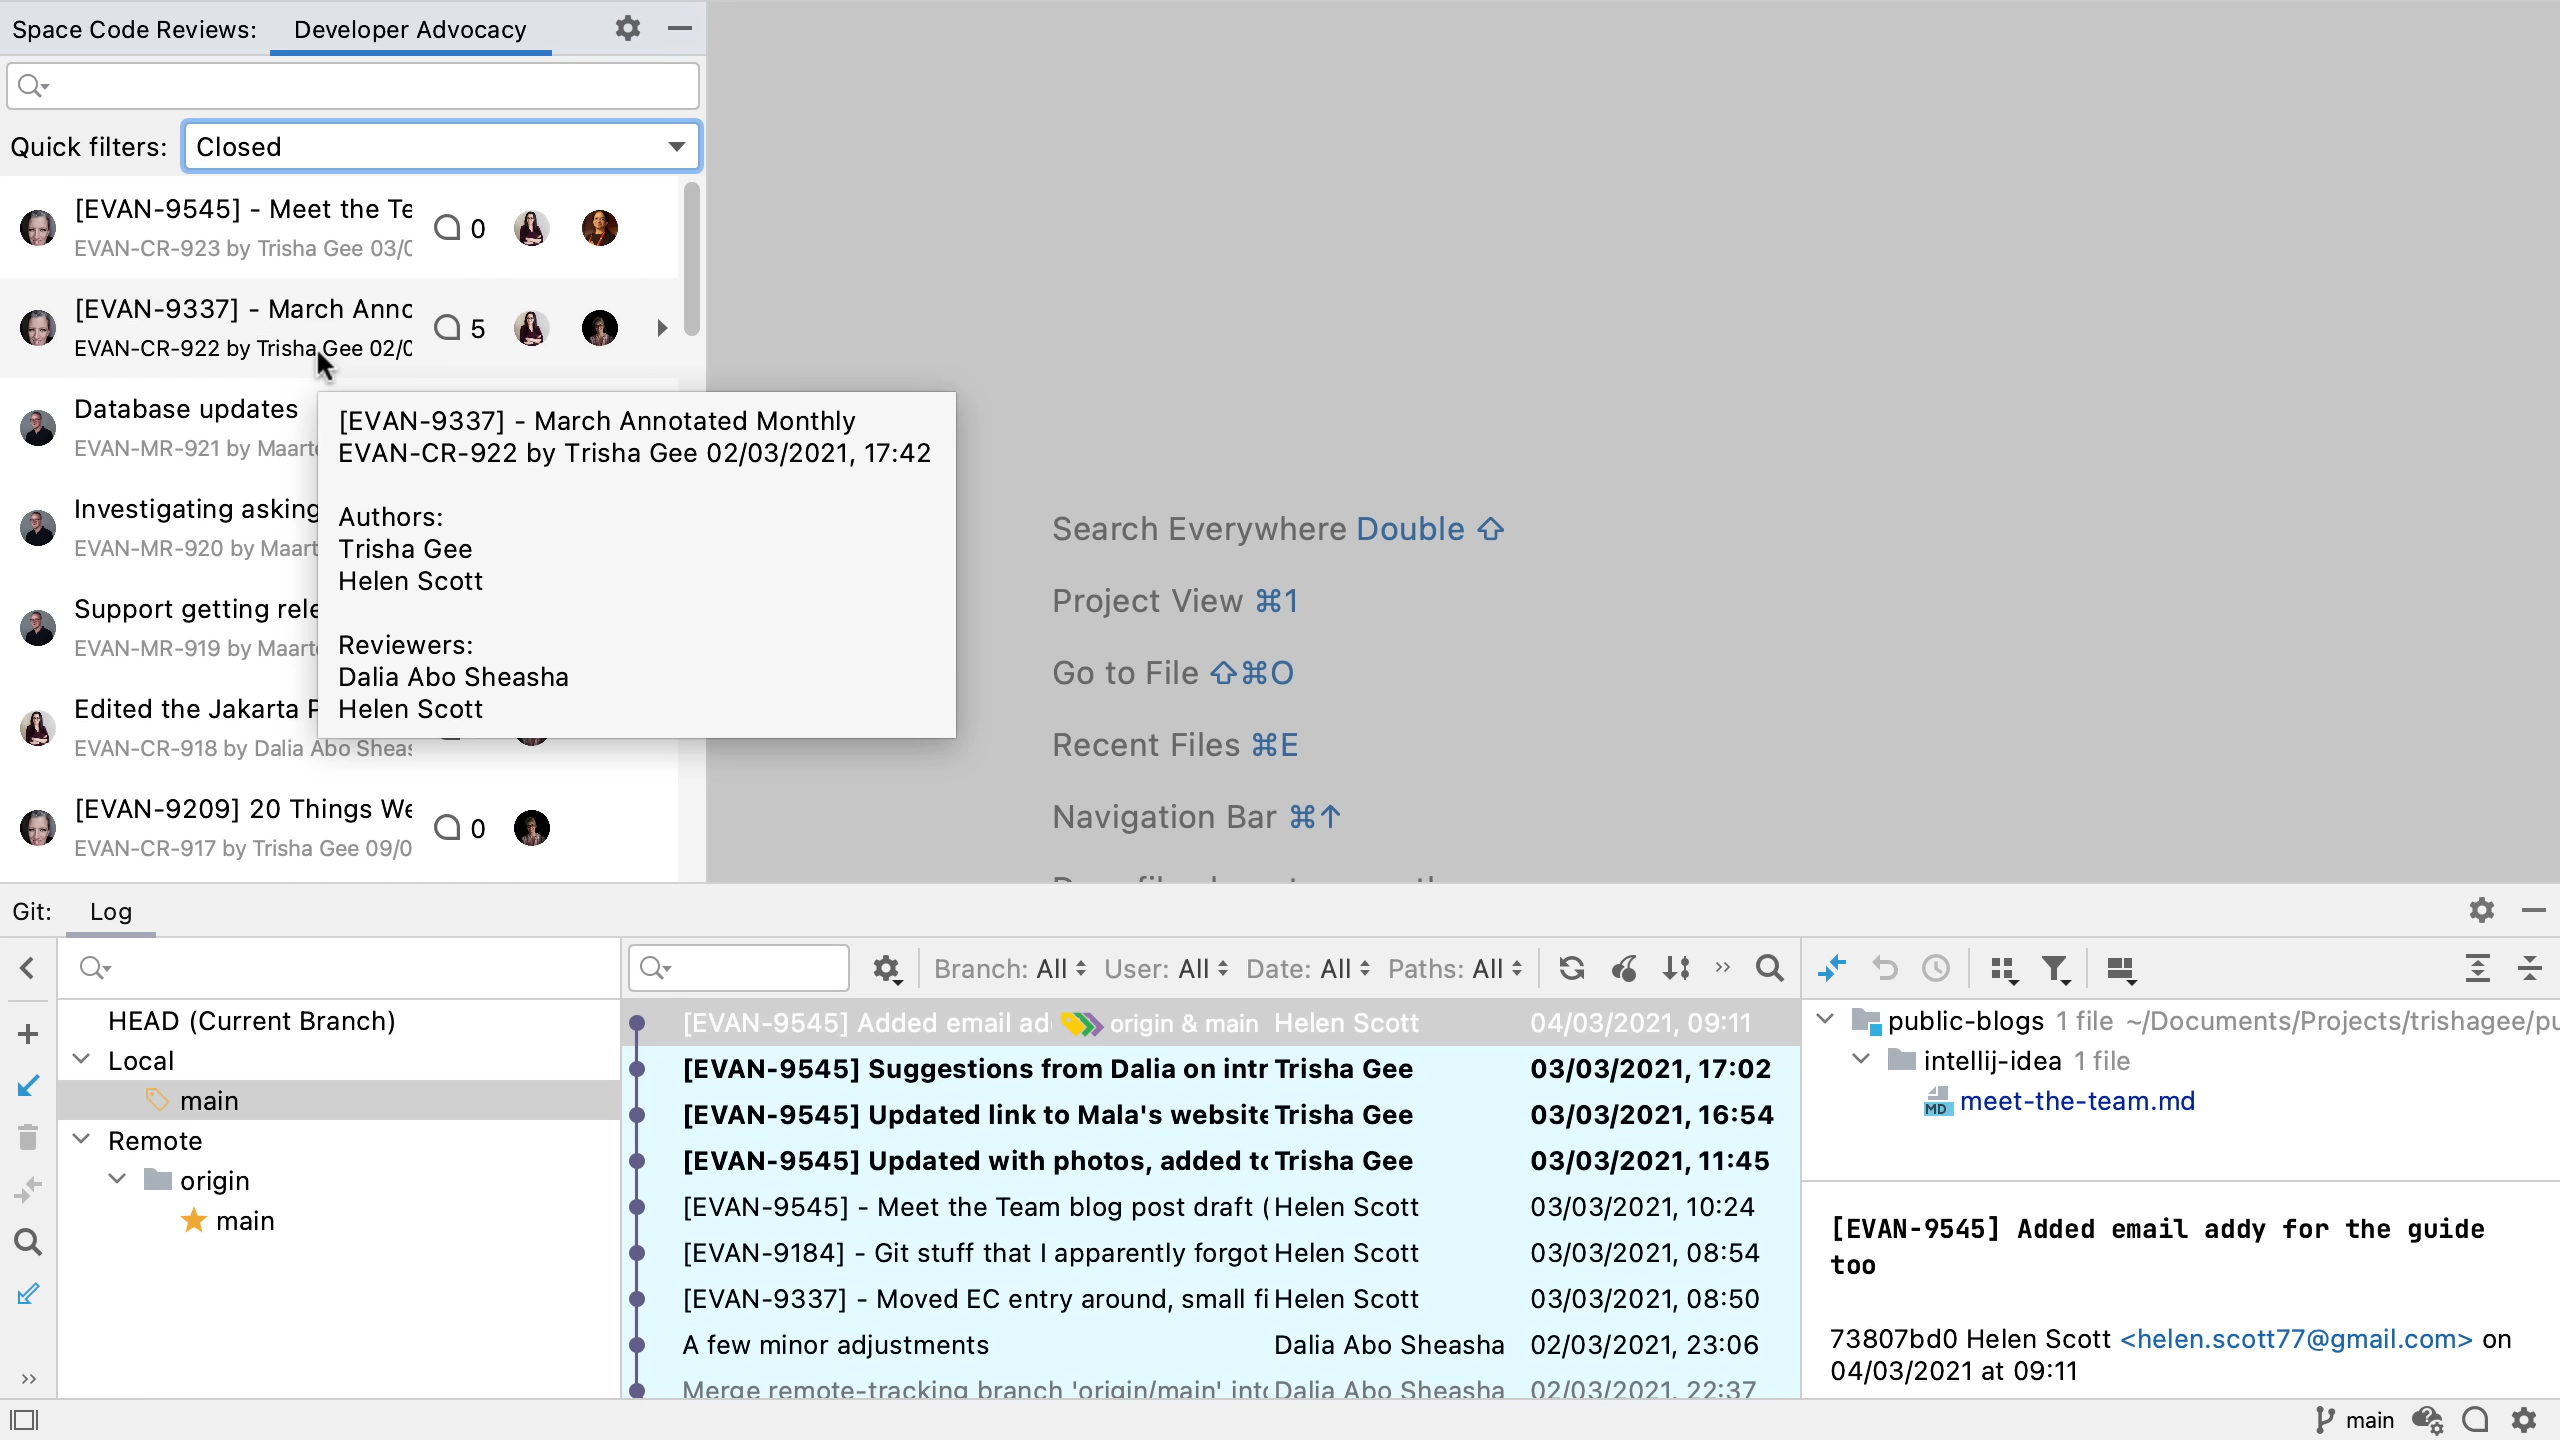 Space Code Reviews: Developer Advocacy
Quick filters: Closed
[EVAN-9545] - Meet the Te 0
EVAN-CR-923 by Trisha Gee 03/0
[EVAN-9337] - March Anno 5
EVAN-CR-922 by Trisha Gee 02/0
Database updates
EVAN-MR-921 by Maart
Investigating asking
EVAN-MR-920 by Maart
Support getting rele
EVAN-MR-919 by Maart
Edited the Jakarta P
EVAN-CR-918 by Dalia Abo Sheas
[EVAN-9209] 20 Things We 0
EVAN-CR-917 by Trisha Gee 09/0
[EVAN-9337] - March Annotated Monthly
EVAN-CR-922 by Trisha Gee 02/03/2021, 17:42
Authors:
Trisha Gee
Helen Scott
Reviewers:
Dalia Abo Sheasha
Helen Scott
Search Everywhere Double ⇧
Project View ⌘1
Go to File ⇧⌘O
Recent Files ⌘E
Navigation Bar ⌘↑
Git: Log
HEAD (Current Branch)
Local
main
Remote
origin
main
Branch: All User: All Date: All Paths: All
[EVAN-9545] Added email ad origin & main Helen Scott 04/03/2021, 09:11
[EVAN-9545] Suggestions from Dalia on intr Trisha Gee 03/03/2021, 17:02
[EVAN-9545] Updated link to Mala's website Trisha Gee 03/03/2021, 16:54
[EVAN-9545] Updated with photos, added to Trisha Gee 03/03/2021, 11:45
[EVAN-9545] - Meet the Team blog post draft ( Helen Scott 03/03/2021, 10:24
[EVAN-9184] - Git stuff that I apparently forgot Helen Scott 03/03/2021, 08:54
[EVAN-9337] - Moved EC entry around, small fi Helen Scott 03/03/2021, 08:50
A few minor adjustments Dalia Abo Sheasha 02/03/2021, 23:06
Merge remote-tracking branch 'origin/main' into Dalia Abo Sheasha 02/03/2021, 22:37
public-blogs 1 file ~/Documents/Projects/trishagee/pu
intellij-idea 1 file
MD meet-the-team.md
[EVAN-9545] Added email addy for the guide
too
73807bd0 Helen Scott <helen.scott77@gmail.com> on
04/03/2021 at 09:11
main